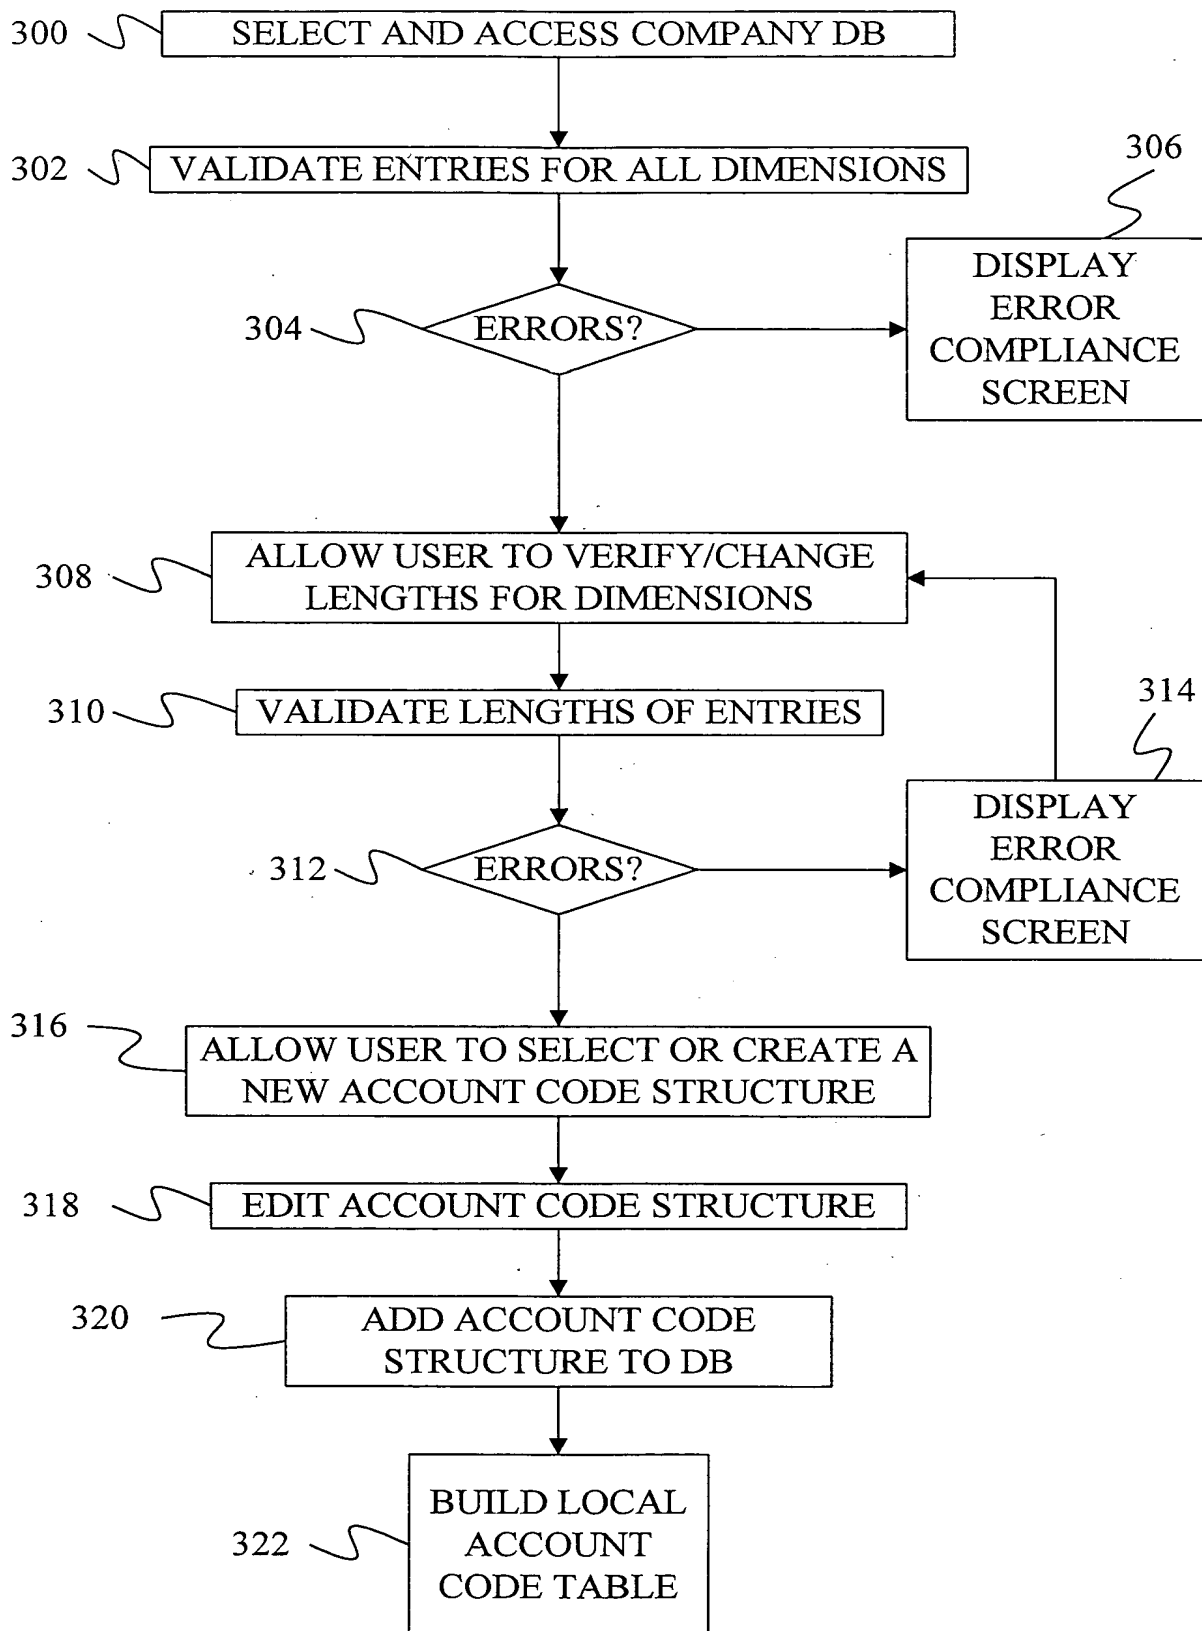 300
SELECT AND ACCESS COMPANY DB
302
VALIDATE ENTRIES FOR ALL DIMENSIONS
306
DISPLAY
ERROR
COMPLIANCE
SCREEN
304
ERRORS?
308
ALLOW USER TO VERIFY/CHANGE
LENGTHS FOR DIMENSIONS
310
VALIDATE LENGTHS OF ENTRIES
314
DISPLAY
ERROR
COMPLIANCE
SCREEN
312
ERRORS?
316
ALLOW USER TO SELECT OR CREATE A
NEW ACCOUNT CODE STRUCTURE
318
EDIT ACCOUNT CODE STRUCTURE
320
ADD ACCOUNT CODE
STRUCTURE TO DB
322
BUILD LOCAL
ACCOUNT
CODE TABLE